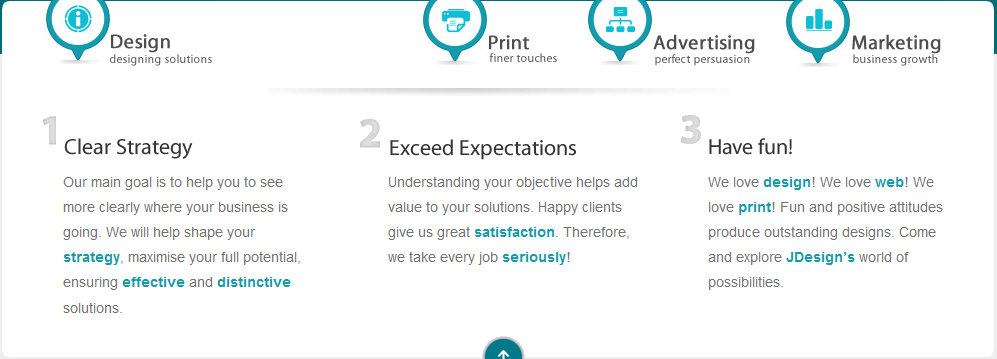 Design
designing solutions
Print
finer touches
Advertising
perfect persuasion
Marketing
business growth
1
Clear Strategy
Our main goal is to help you to see
more clearly where your business is
going. We will help shape your
strategy, maximise your full potential,
ensuring effective and distinctive
solutions.
2
Exceed Expectations
Understanding your objective helps add
value to your solutions. Happy clients
give us great satisfaction. Therefore,
we take every job seriously!
3
Have fun!
We love design! We love web! We
love print! Fun and positive attitudes
produce outstanding designs. Come
and explore JDesign's world of
possibilities.